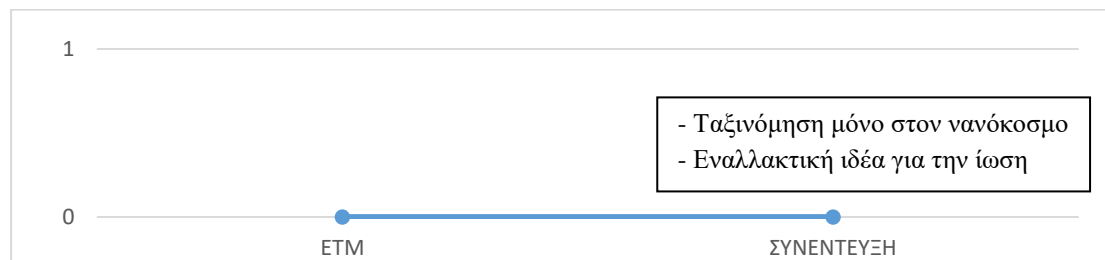 1
- Ταξινόμηση μόνο στον νανόκοσμο
- Εναλλακτική ιδέα για την ίωση
0
ΕΤΜ
ΣΥΝΕΝΤΕΥΞΗ